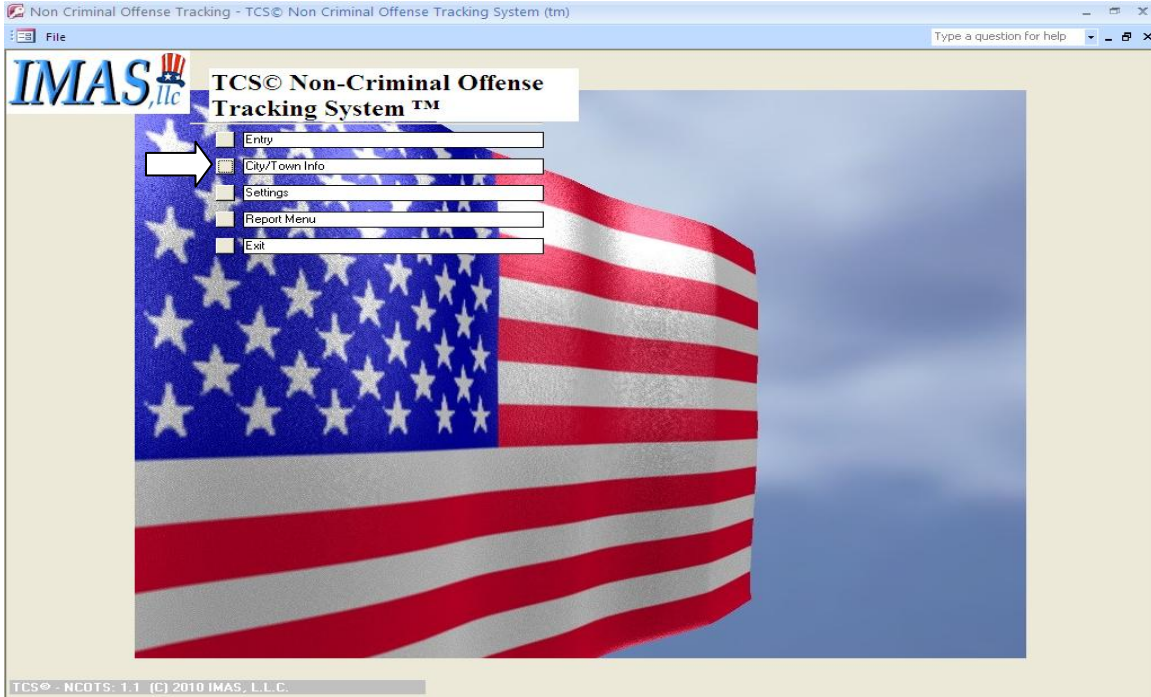 Non Criminal Offense Tracking - TCS© Non Criminal Offense Tracking System (tm)
File
Type a question for help
IMAS,llc
TCS© Non-Criminal Offense
Tracking System ™
Entry
City/Town Info
Settings
Report Menu
Exit
TCS® - NCOTS: 1.1 (C) 2010 IMAS, L.L.C.